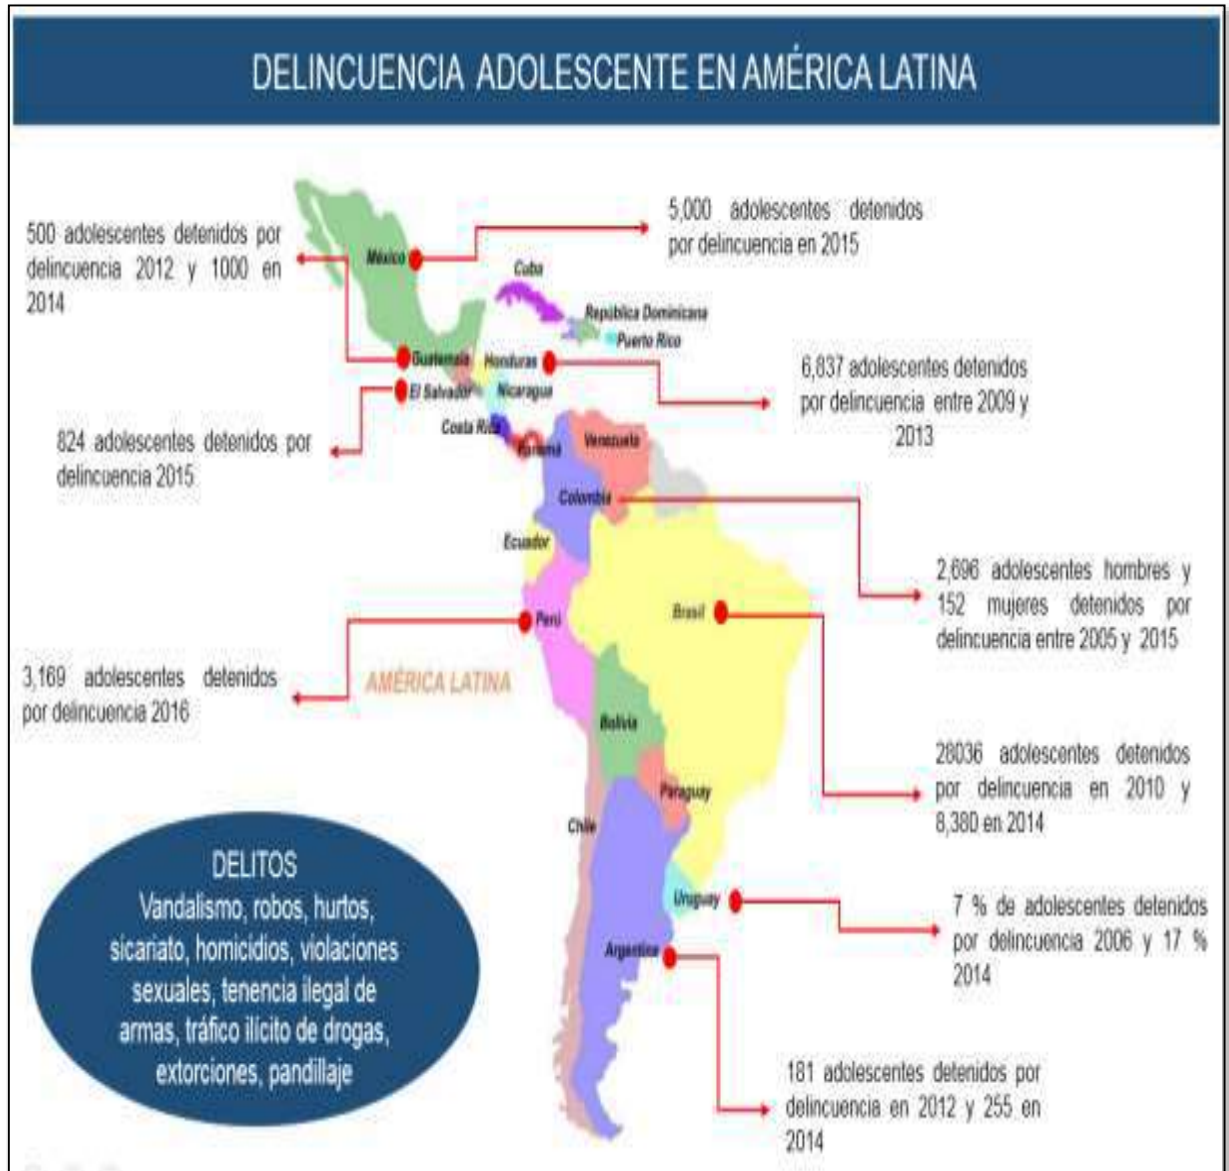 DELINCUENCIA ADOLESCENTE EN AMÉRICA LATINA
500 adolescentes detenidos por
delincuencia 2012 y 1000 en
2014
5,000 adolescentes detenidos
por delincuencia en 2015
México
Cuba
República Dominicana
Puerto Rico
Guatemala
Honduras
El Salvador
Nicaragua
6,837 adolescentes detenidos
por delincuencia entre 2009 y
2013
824 adolescentes detenidos por
delincuencia 2015
Costa Rica
Panamá
Venezuela
Colombia
Ecuador
2,696 adolescentes hombres y
152 mujeres detenidos por
delincuencia entre 2005 y 2015
Perú
Brasil
3,169 adolescentes detenidos
por delincuencia 2016
AMÉRICA LATINA
Bolivia
28036 adolescentes detenidos
por delincuencia en 2010 y
8,380 en 2014
Paraguay
Chile
DELITOS
Vandalismo, robos, hurtos,
sicariato, homicidios, violaciones
sexuales, tenencia ilegal de
armas, tráfico ilícito de drogas,
extorciones, pandillaje
Uruguay
7 % de adolescentes detenidos
por delincuencia 2006 y 17 %
2014
Argentina
181 adolescentes detenidos por
delincuencia en 2012 y 255 en
2014